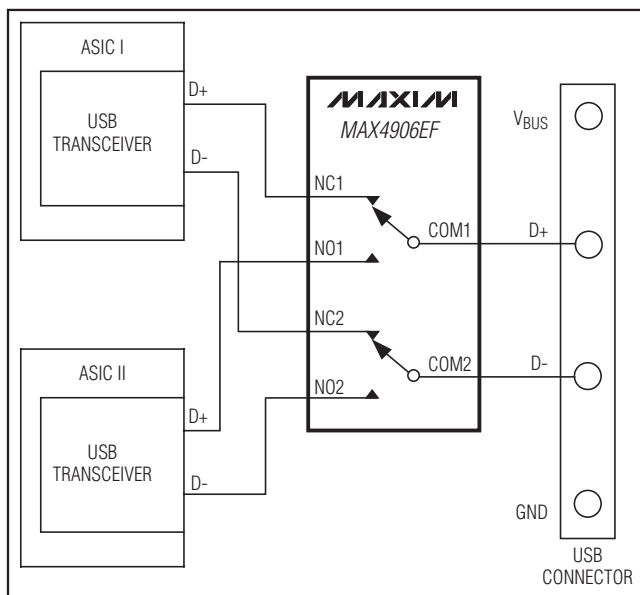 ASIC I
USB
TRANSCEIVER
D+
D-
ASIC II
USB
TRANSCEIVER
D+
D-
MAXIM
MAX4906EF
NC1
COM1
NO1
NC2
COM2
NO2
VBUS
D+
D-
GND
USB
CONNECTOR